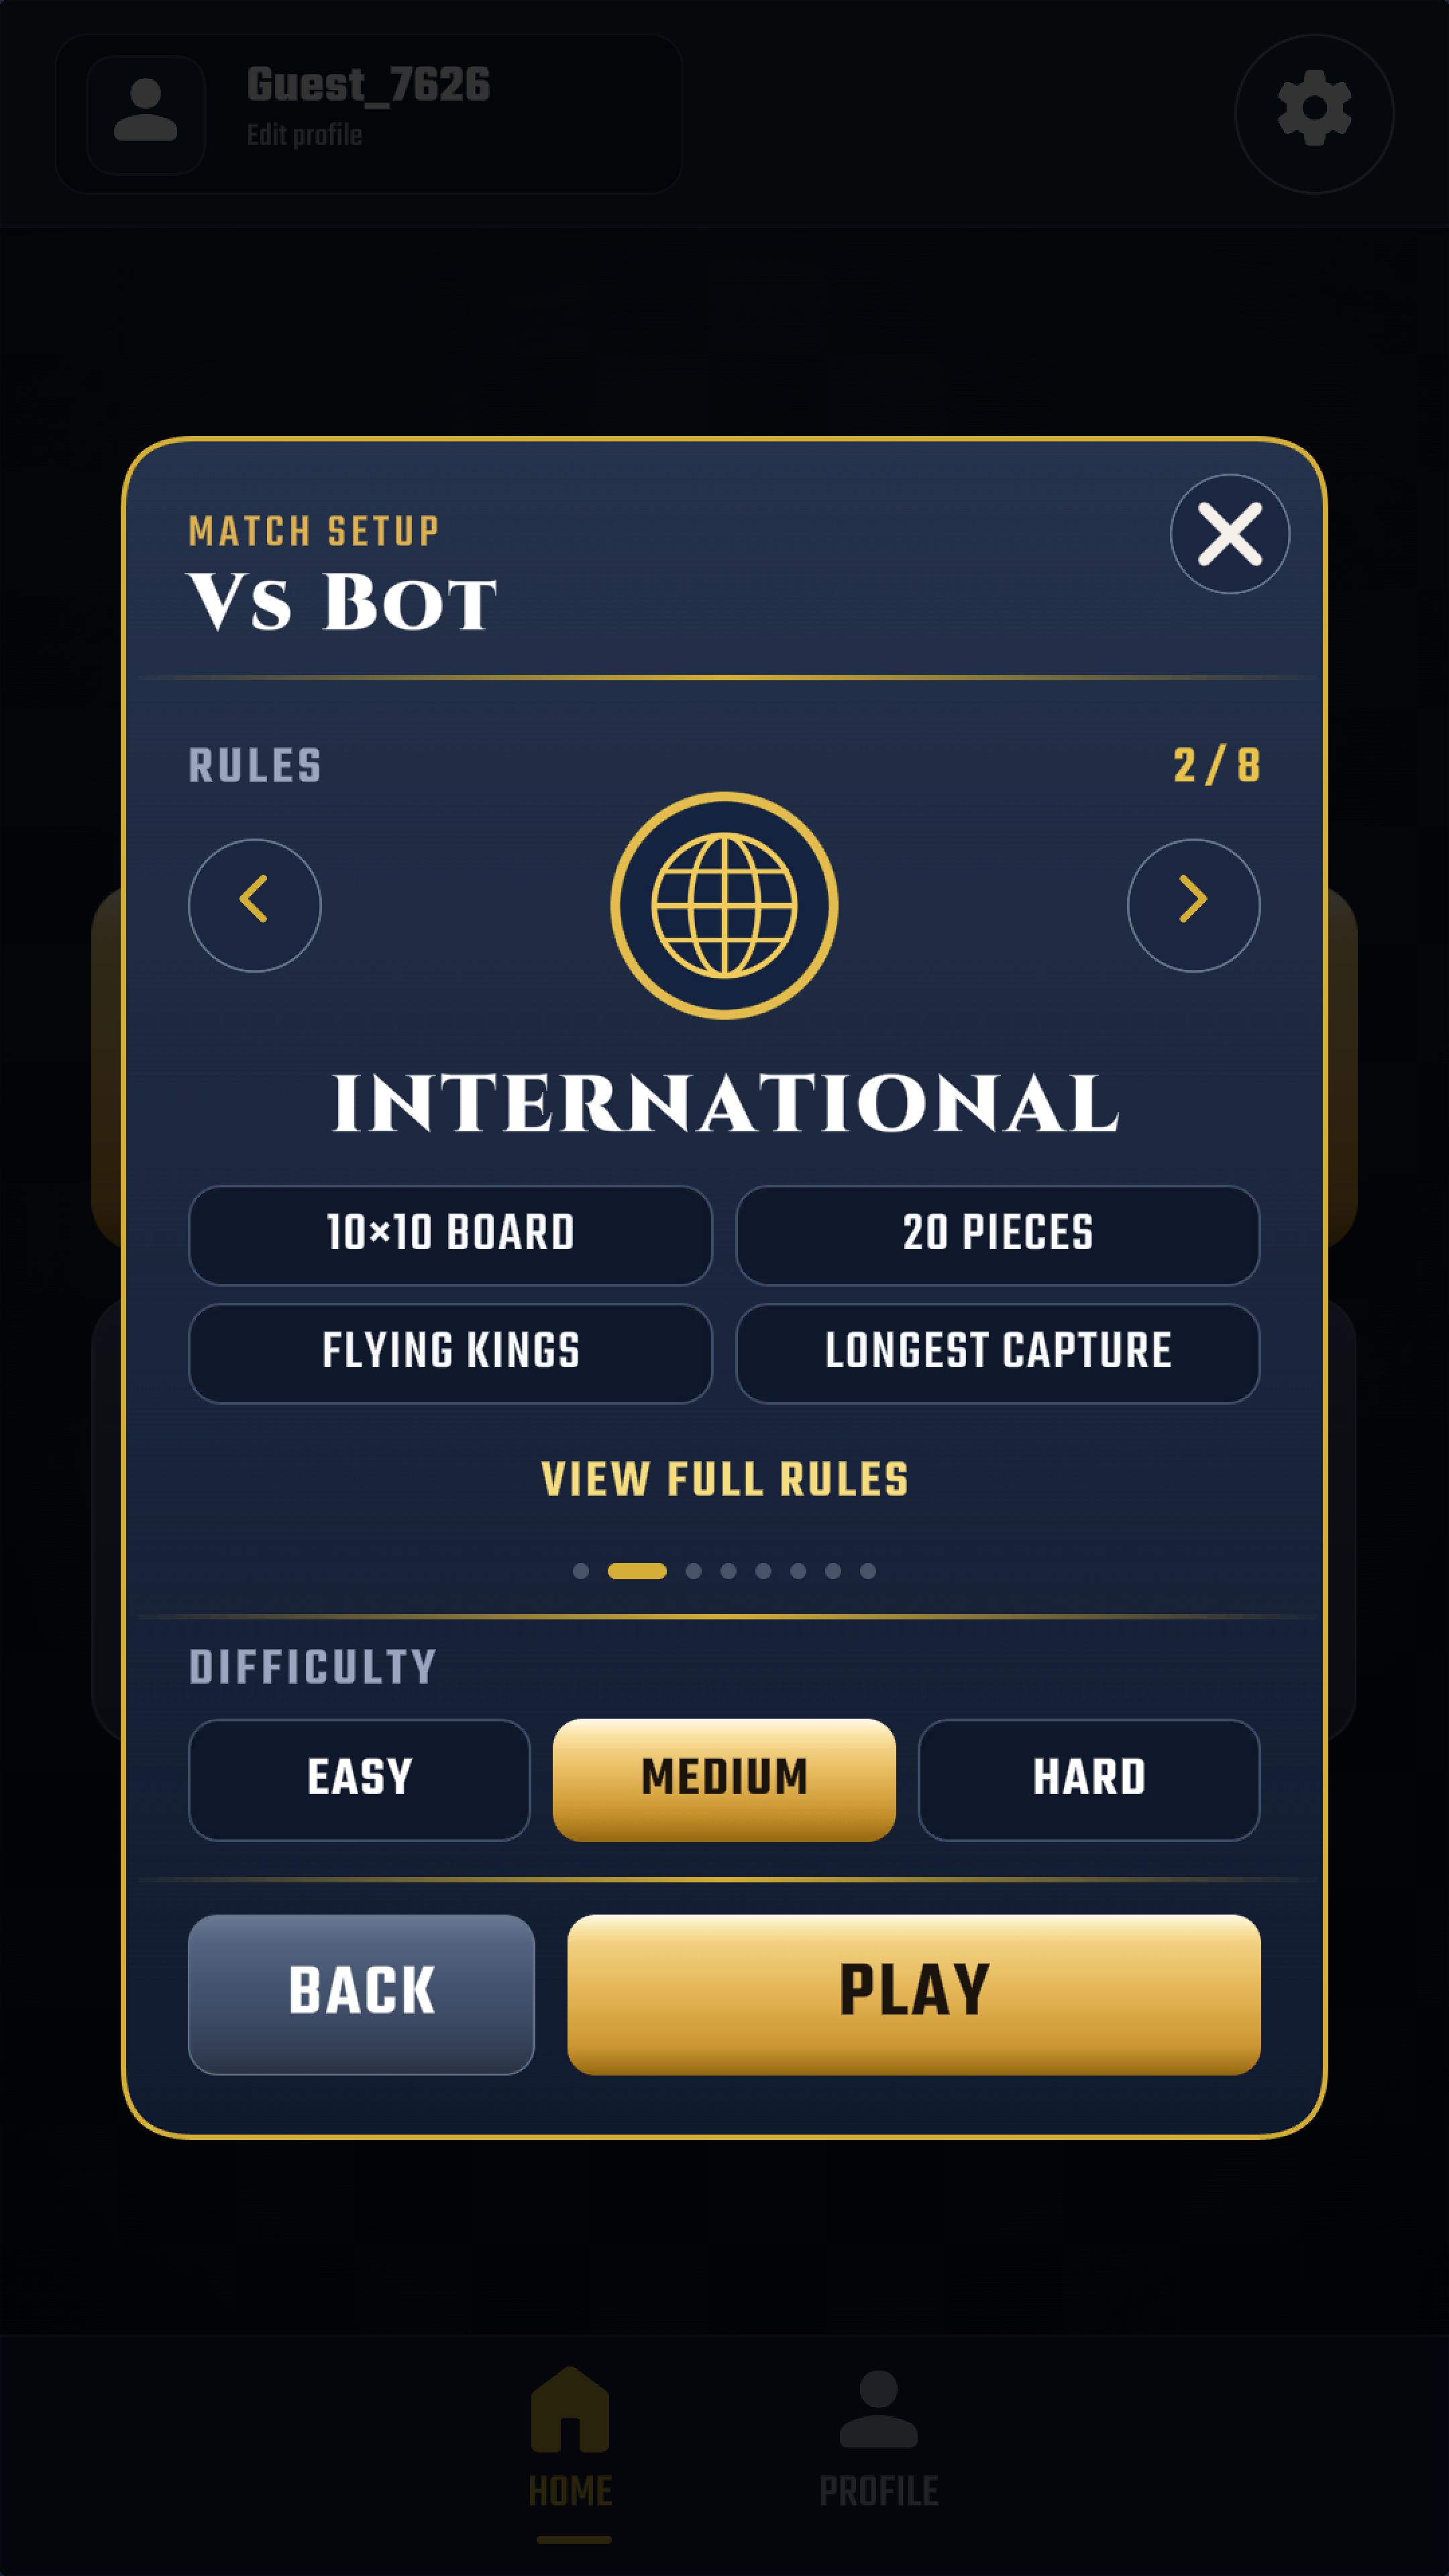 Guest_7626
Edit profile
MATCH SETUP
Vs Bot
RULES
2 / 8
INTERNATIONAL
10×10 BOARD
20 PIECES
FLYING KINGS
LONGEST CAPTURE
VIEW FULL RULES
DIFFICULTY
EASY
MEDIUM
HARD
BACK
PLAY
HOME
PROFILE